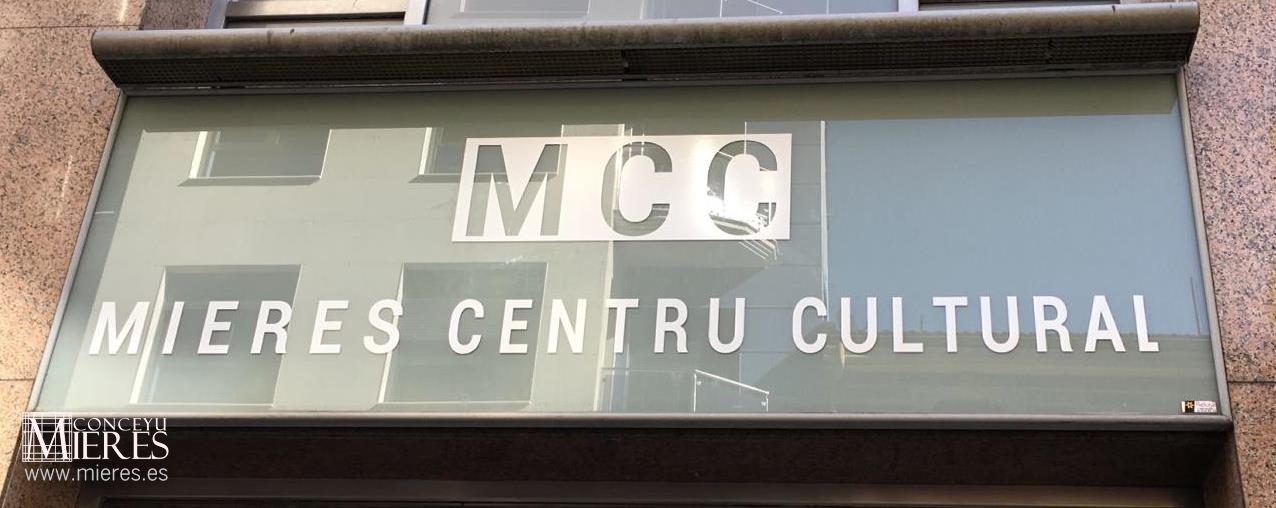 MCC
MIERES CENTRU CULTURAL
CONCEYU
MIERES
www.mieres.es